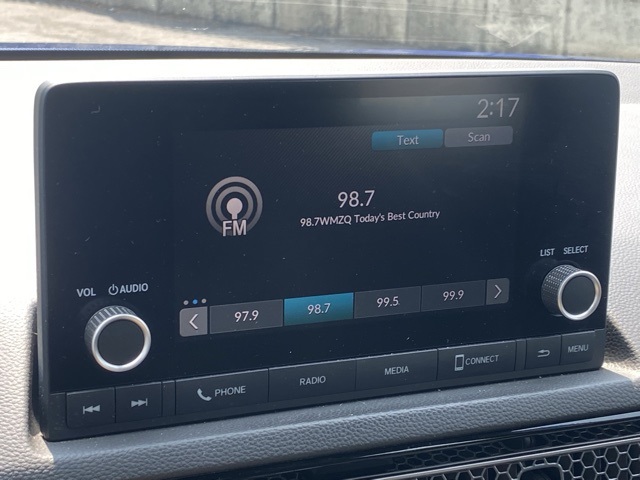 2:17
Text Scan
98.7
98.7WMZQ Today's Best Country
FM
LIST SELECT
VOL AUDIO
97.9 98.7 99.5 99.9
PHONE RADIO MEDIA CONNECT MENU